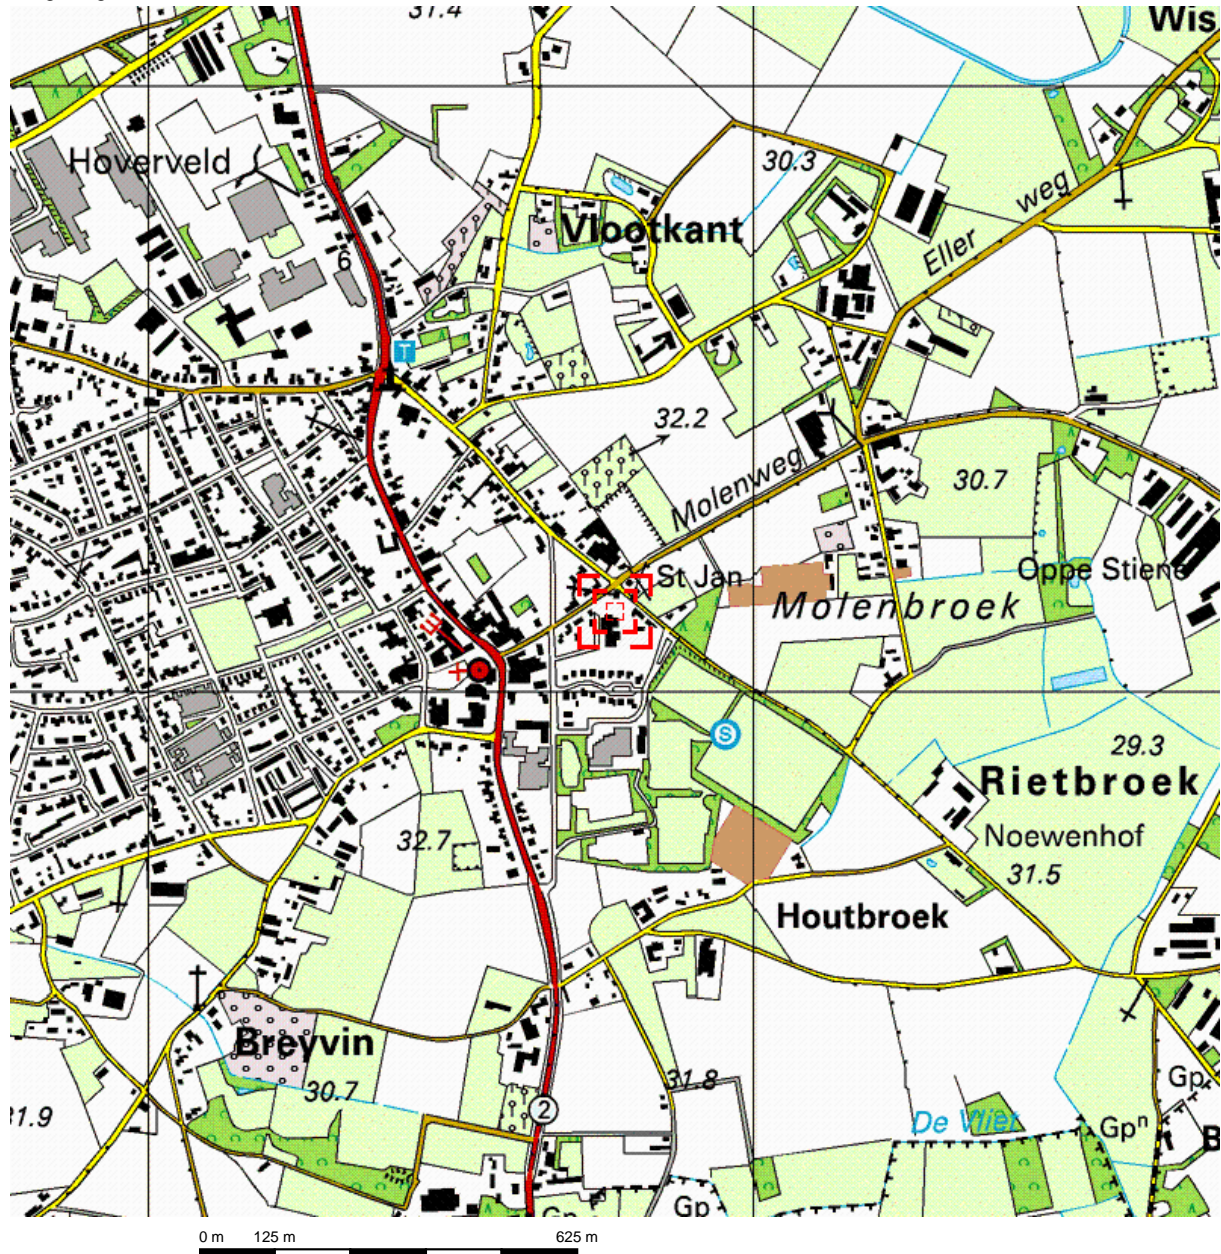 31.4
Wis
Hoverveld
30.3
weg
Vlootkant
Eller
6
T
32.2
Molenweg
30.7
St Jan
Oppe Stiene
Molenbroek
S
29.3
Rietbroek
32.7
Noewenhof
31.5
Houtbroek
Breyvin
30.7
31.8
Gp
31.9
2
De Vliet
Gpⁿ
B
Gp
0 m 125 m 625 m